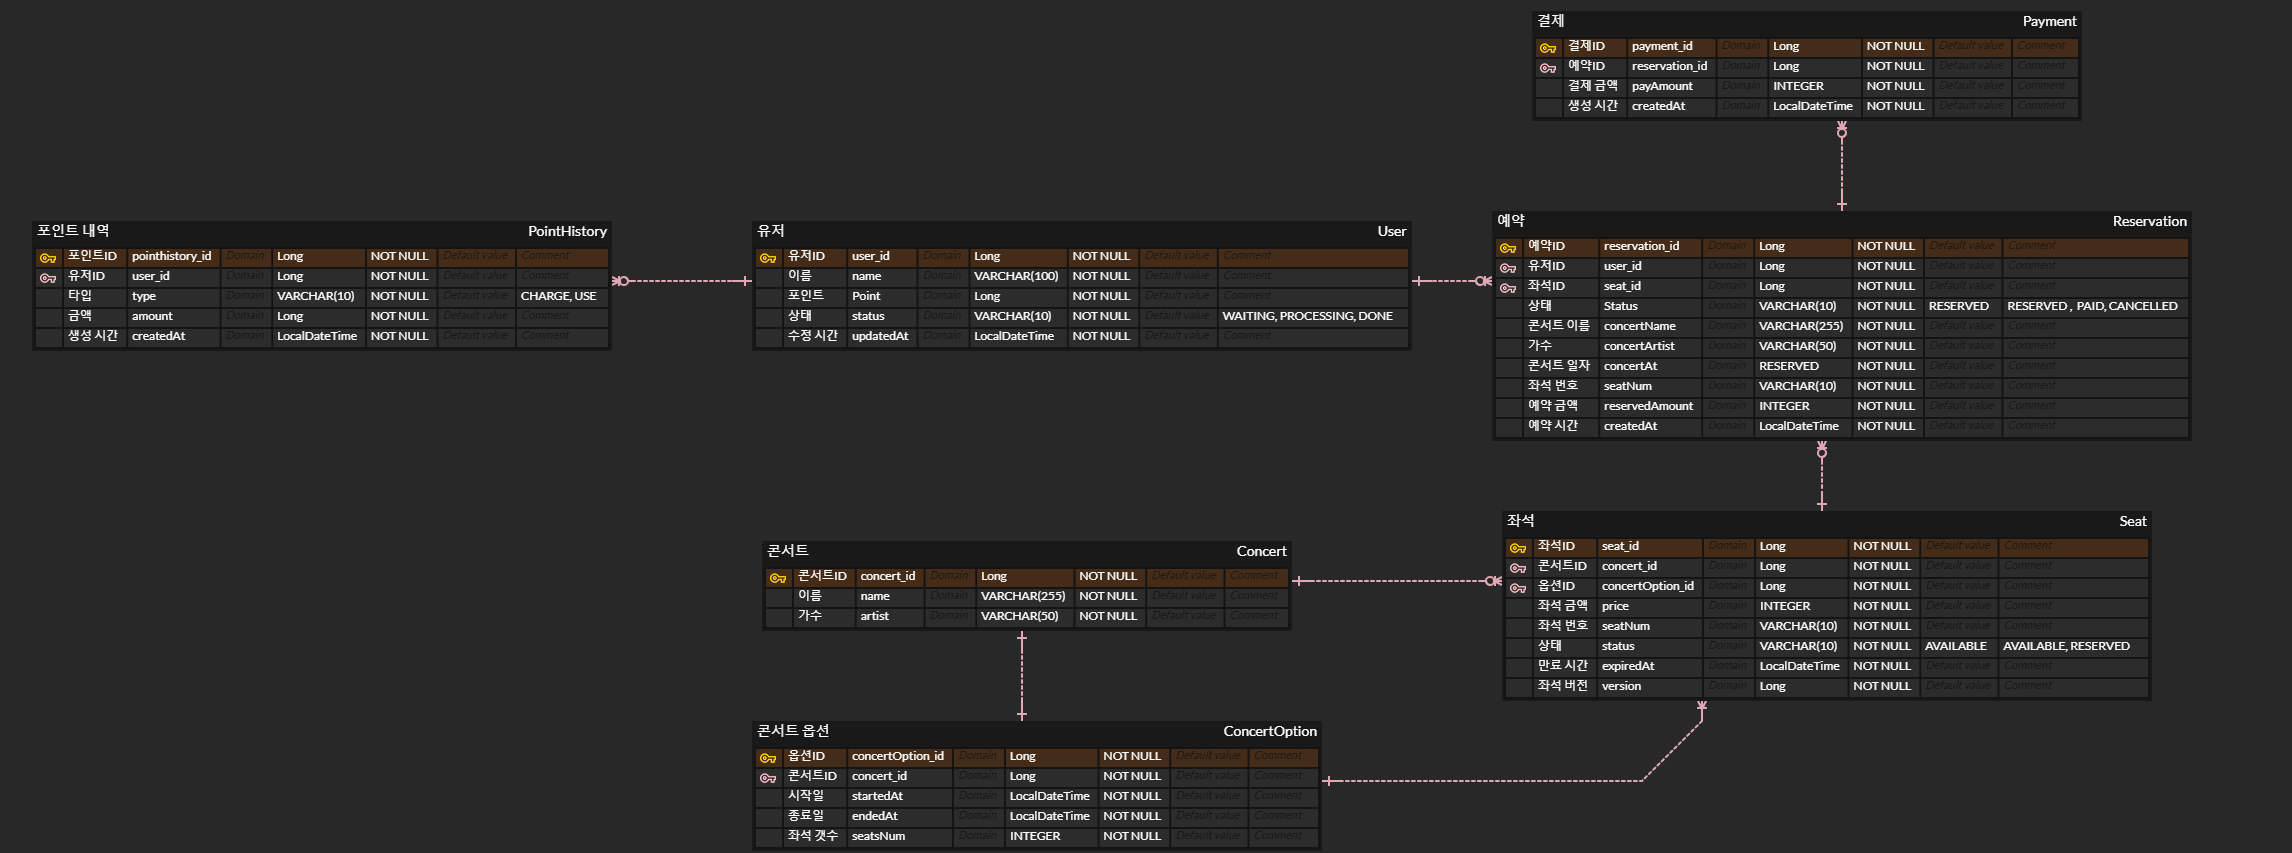 결제 Payment
결제ID payment_id Domain Long NOT NULL Default value Comment
예약ID reservation_id Domain Long NOT NULL Default value Comment
결제 금액 payAmount Domain INTEGER NOT NULL Default value Comment
생성 시간 createdAt Domain LocalDateTime NOT NULL Default value Comment
포인트 내역 PointHistory
포인트ID pointhistory_id Domain Long NOT NULL Default value Comment
유저ID user_id Domain Long NOT NULL Default value Comment
타입 type Domain VARCHAR(10) NOT NULL Default value CHARGE, USE
금액 amount Domain Long NOT NULL Default value Comment
생성 시간 createdAt Domain LocalDateTime NOT NULL Default value Comment
유저 User
유저ID user_id Domain Long NOT NULL Default value Comment
이름 name Domain VARCHAR(100) NOT NULL Default value Comment
포인트 Point Domain Long NOT NULL Default value Comment
상태 status Domain VARCHAR(10) NOT NULL Default value WAITING, PROCESSING, DONE
수정 시간 updatedAt Domain LocalDateTime NOT NULL Default value Comment
예약 Reservation
예약ID reservation_id Domain Long NOT NULL Default value Comment
유저ID user_id Domain Long NOT NULL Default value Comment
좌석ID seat_id Domain Long NOT NULL Default value Comment
상태 Status Domain VARCHAR(10) NOT NULL RESERVED RESERVED , PAID, CANCELLED
콘서트 이름 concertName Domain VARCHAR(255) NOT NULL Default value Comment
가수 concertArtist Domain VARCHAR(50) NOT NULL Default value Comment
콘서트 일자 concertAt Domain RESERVED NOT NULL Default value Comment
좌석 번호 seatNum Domain VARCHAR(10) NOT NULL Default value Comment
예약 금액 reservedAmount Domain INTEGER NOT NULL Default value Comment
예약 시간 createdAt Domain LocalDateTime NOT NULL Default value Comment
콘서트 Concert
콘서트ID concert_id Domain Long NOT NULL Default value Comment
이름 name Domain VARCHAR(255) NOT NULL Default value Comment
가수 artist Domain VARCHAR(50) NOT NULL Default value Comment
좌석 Seat
좌석ID seat_id Domain Long NOT NULL Default value Comment
콘서트ID concert_id Domain Long NOT NULL Default value Comment
옵션ID concertOption_id Domain Long NOT NULL Default value Comment
좌석 금액 price Domain INTEGER NOT NULL Default value Comment
좌석 번호 seatNum Domain VARCHAR(10) NOT NULL Default value Comment
상태 status Domain VARCHAR(10) NOT NULL AVAILABLE AVAILABLE, RESERVED
만료 시간 expiredAt Domain LocalDateTime NOT NULL Default value Comment
좌석 버전 version Domain Long NOT NULL Default value Comment
콘서트 옵션 ConcertOption
옵션ID concertOption_id Domain Long NOT NULL Default value Comment
콘서트ID concert_id Domain Long NOT NULL Default value Comment
시작일 startedAt Domain LocalDateTime NOT NULL Default value Comment
종료일 endedAt Domain LocalDateTime NOT NULL Default value Comment
좌석 갯수 seatsNum Domain INTEGER NOT NULL Default value Comment